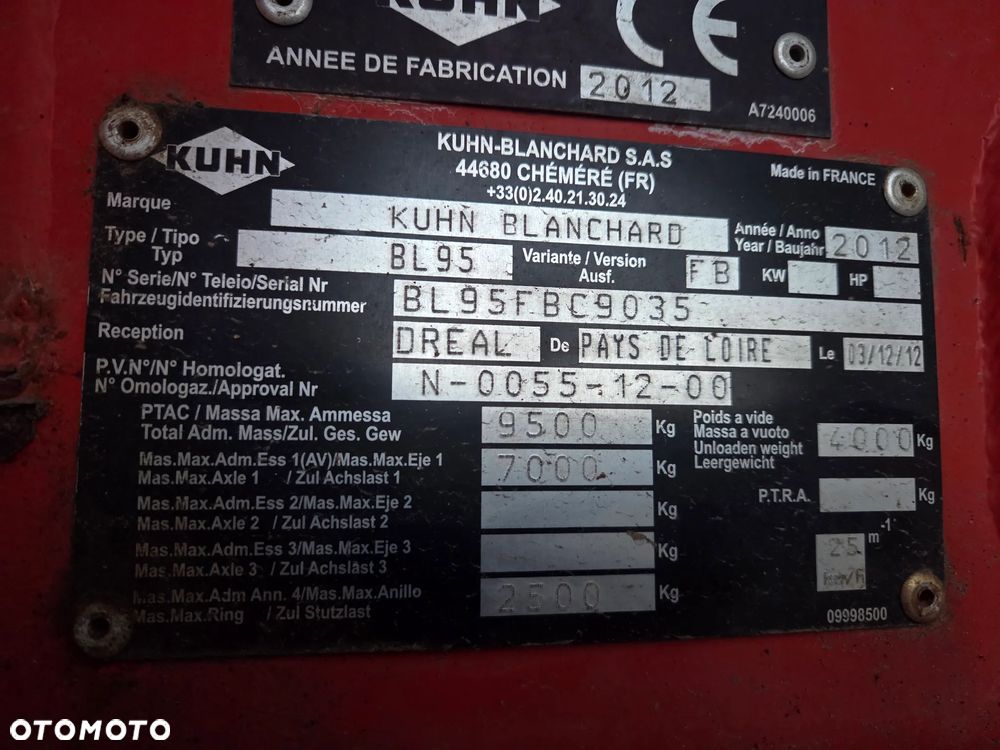 KUHN
CE
ANNEE DE FABRICATION 2012
A7240006
KUHN
KUHN-BLANCHARD S.A.S
44680 CHÉMÉRÉ (FR)
+33(0)2.40.21.30.24
Made in FRANCE
Marque KUHN BLANCHARD
Année / Anno
Year / Baujahr 2012
Type / Tipo
Typ BL95
Variante / Version
Ausf. FB KW HP
N° Serie/N° Teleio/Serial Nr
Fahrzeugidentifizierungsnummer BL95FBC9035
Reception DREAL De PAYS DE LOIRE Le 03/12/12
P.V.N°/N° Homologat.
N° Omologaz./Approval Nr N-0055-12-00
PTAC / Massa Max. Ammessa
Total Adm. Mass/Zul. Ges. Gew 9500 Kg
Poids a vide
Massa a vuoto
Unloaden weight
Leergewicht 4000 Kg
Mas.Max.Adm.Ess 1(AV)/Mas.Max.Eje 1
Mas.Max.Axle 1 / Zul Achslast 1 7000 Kg
P.T.R.A. Kg
Mas.Max.Adm.Ess 2/Mas.Max.Eje 2
Mas.Max.Axle 2 / Zul Achslast 2 Kg
Mas.Max.Adm.Ess 3/Mas.Max.Eje 3
Mas.Max.Axle 3 / Zul Achslast 3 Kg
25 m-1
km/h
Mas.Max.Adm Ann. 4/Mas.Max.Anillo
Mas.Max.Ring / Zul Stutzlast 2500 Kg
09998500
OTOMOTO